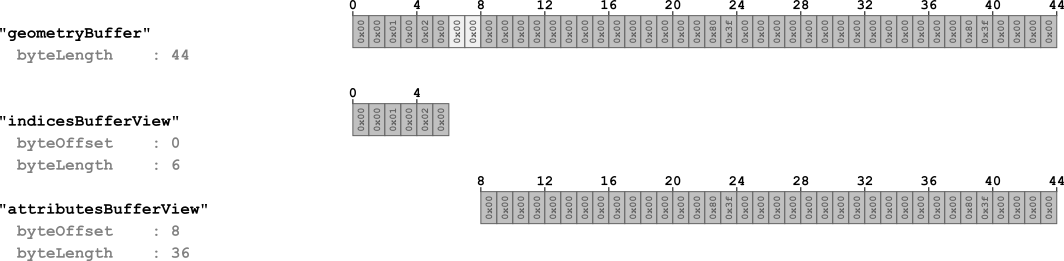 0 4 8 12 16 20 24 28 32 36 40 44
"geometryBuffer" 0x00 0x00 0x01 0x00 0x02 0x00 0x00 0x00 0x00 0x00 0x00 0x00 0x00 0x00 0x00 0x00 0x00 0x00 0x00 0x00 0x00 0x00 0x80 0x3f 0x00 0x00 0x00 0x00 0x00 0x00 0x00 0x00 0x00 0x00 0x00 0x00 0x00 0x00 0x80 0x3f 0x00 0x00 0x00 0x00
byteLength : 44
0 4
"indicesBufferView" 0x00 0x00 0x01 0x00 0x02 0x00
byteOffset : 0
byteLength : 6
8 12 16 20 24 28 32 36 40 44
"attributesBufferView" 0x00 0x00 0x00 0x00 0x00 0x00 0x00 0x00 0x00 0x00 0x00 0x00 0x00 0x00 0x80 0x3f 0x00 0x00 0x00 0x00 0x00 0x00 0x00 0x00 0x00 0x00 0x00 0x00 0x00 0x00 0x80 0x3f 0x00 0x00 0x00 0x00
byteOffset : 8
byteLength : 36